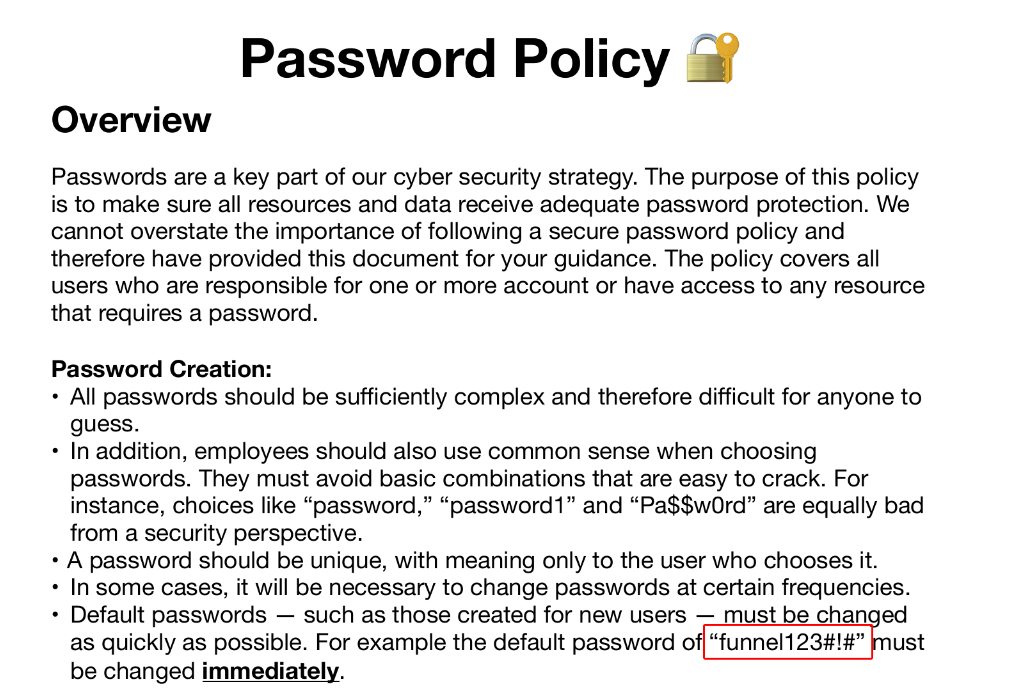 Password Policy 🔐
Overview
Passwords are a key part of our cyber security strategy. The purpose of this policy
is to make sure all resources and data receive adequate password protection. We
cannot overstate the importance of following a secure password policy and
therefore have provided this document for your guidance. The policy covers all
users who are responsible for one or more account or have access to any resource
that requires a password.
Password Creation:
• All passwords should be sufficiently complex and therefore difficult for anyone to
guess.
• In addition, employees should also use common sense when choosing
passwords. They must avoid basic combinations that are easy to crack. For
instance, choices like “password,” “password1” and “Pa$$w0rd” are equally bad
from a security perspective.
• A password should be unique, with meaning only to the user who chooses it.
• In some cases, it will be necessary to change passwords at certain frequencies.
• Default passwords — such as those created for new users — must be changed
as quickly as possible. For example the default password of “funnel123#!#” must
be changed immediately.